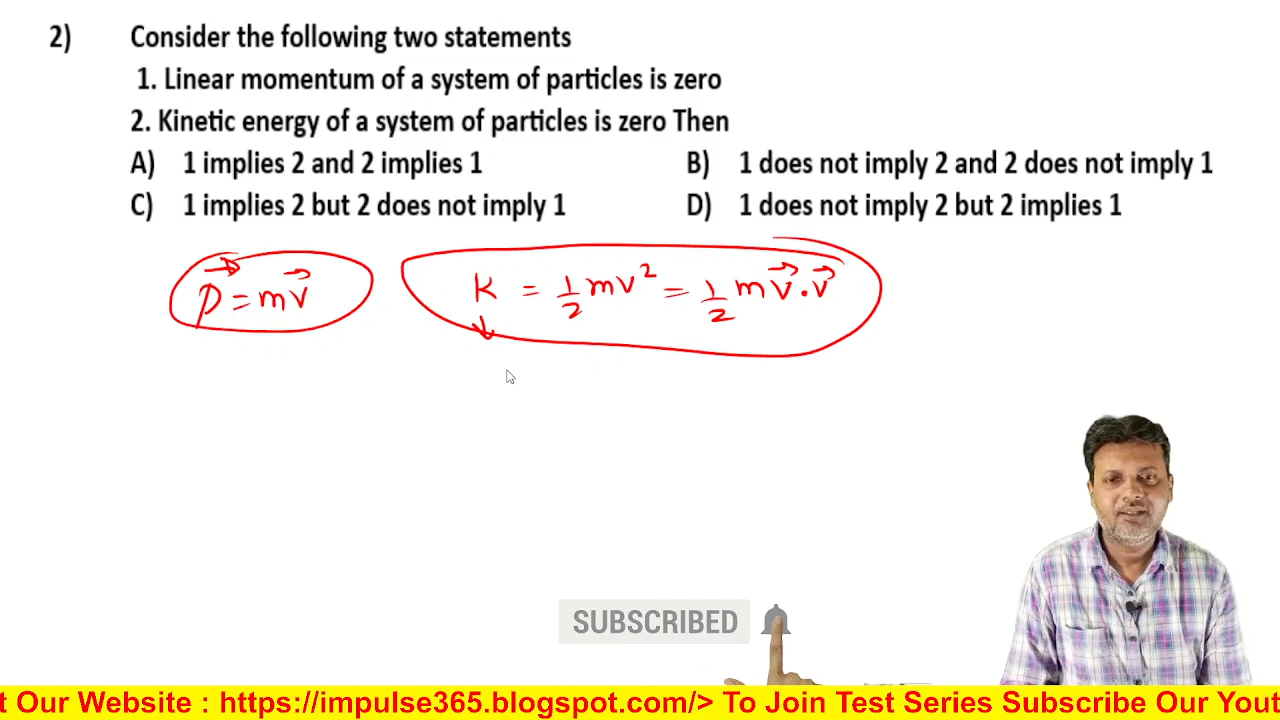 2) Consider the following two statements
1. Linear momentum of a system of particles is zero
2. Kinetic energy of a system of particles is zero Then
A) 1 implies 2 and 2 implies 1 B) 1 does not imply 2 and 2 does not imply 1
C) 1 implies 2 but 2 does not imply 1 D) 1 does not imply 2 but 2 implies 1
p⃗ = mv⃗ K = 1/2 mv² = 1/2 m v⃗ . v⃗
SUBSCRIBED
t Our Website : https://impulse365.blogspot.com/> To Join Test Series Subscribe Our Yout